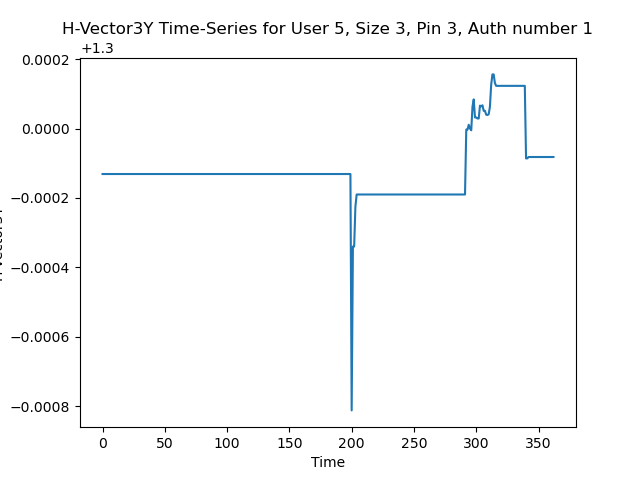 H-Vector3Y Time-Series for User 5, Size 3, Pin 3, Auth number 1
+1.3
0.0002
0.0000
−0.0002
−0.0004
−0.0006
−0.0008
0 50 100 150 200 250 300 350
Time